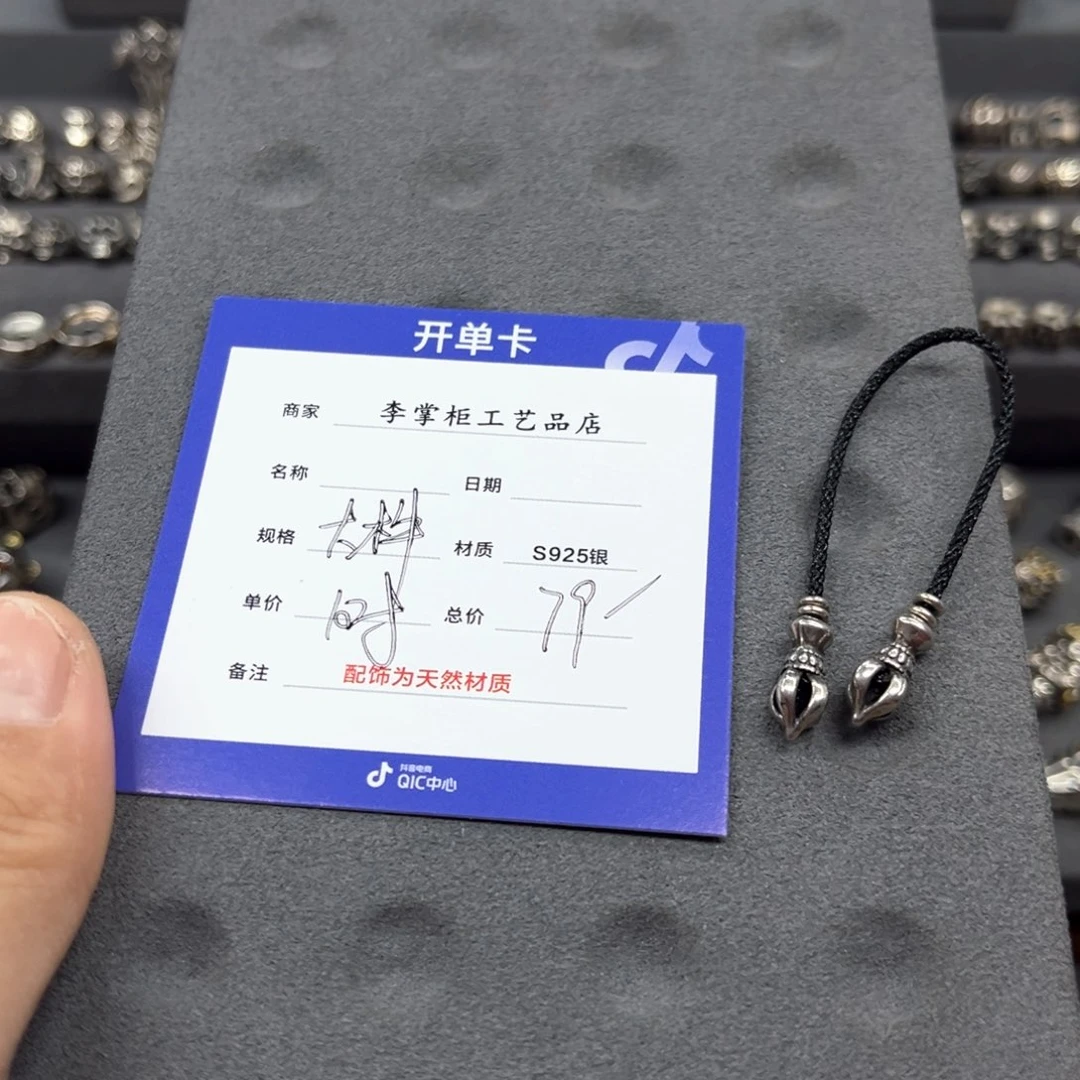 开单卡
商家 李掌柜工艺品店
名称 日期
规格 材质 S925银
单价 总价 79
备注 配饰为天然材质
抖音电商
QIC中心